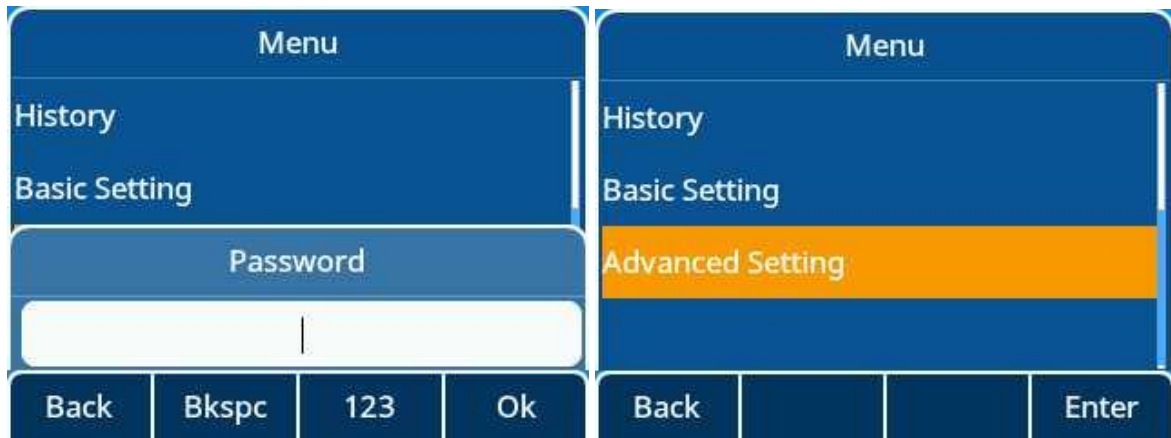 Menu
History
Basic Setting
Password
Back Bkspc 123 Ok
Menu
History
Basic Setting
Advanced Setting
Back Enter